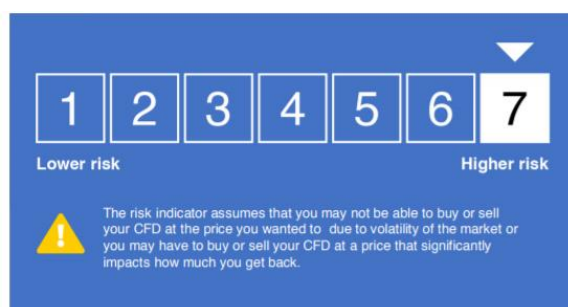 1 2 3 4 5 6 7
Lower risk Higher risk
The risk indicator assumes that you may not be able to buy or sell
your CFD at the price you wanted to due to volatility of the market or
you may have to buy or sell your CFD at a price that significantly
impacts how much you get back.